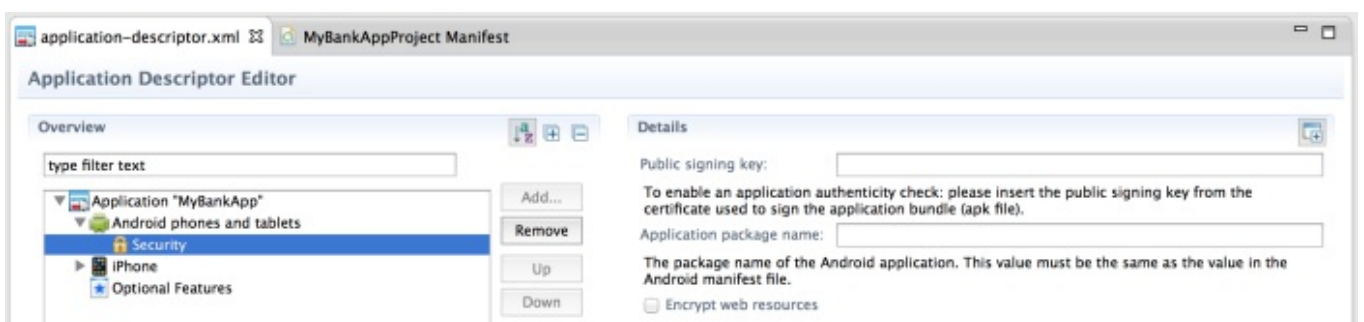 application-descriptor.xml MyBankAppProject Manifest
Application Descriptor Editor
Overview
type filter text
Application "MyBankApp"
Android phones and tablets
Security
iPhone
Optional Features
Add...
Remove
Up
Down
Details
Public signing key:
To enable an application authenticity check: please insert the public signing key from the
certificate used to sign the application bundle (apk file).
Application package name:
The package name of the Android application. This value must be the same as the value in the
Android manifest file.
Encrypt web resources